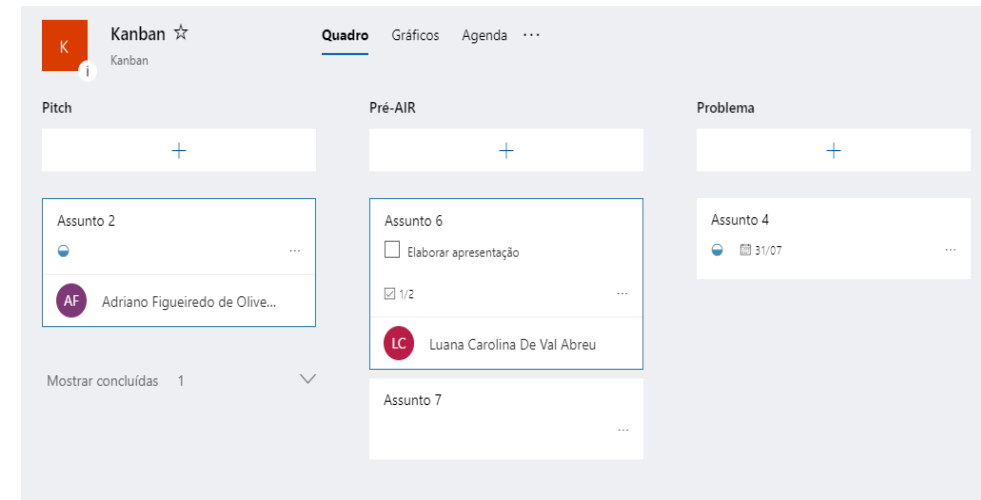 K
i
Kanban
Kanban
Quadro Gráficos Agenda ...
Pitch
+
Assunto 2
...
AF Adriano Figueiredo de Olive...
Mostrar concluídas 1
Pré-AIR
+
Assunto 6
Elaborar apresentação
1/2 ...
LC Luana Carolina De Val Abreu
Assunto 7
...
Problema
+
Assunto 4
31/07 ...